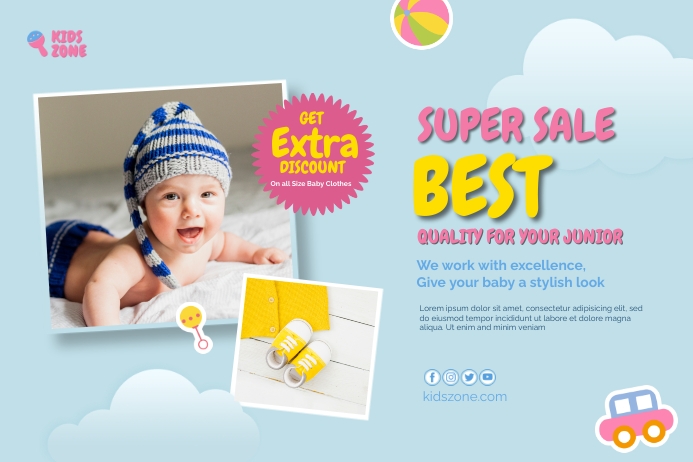 KIDS
ZONE
GET
Extra
DISCOUNT
On all Size Baby Clothes
SUPER SALE
BEST
QUALITY FOR YOUR JUNIOR
We work with excellence,
Give your baby a stylish look
Lorem ipsum dolor sit amet, consectetur adipisicing elit, sed
do eiusmod tempor incididunt ut labore et dolore magna
aliqua. Ut enim and minim veniam
kidszone.com